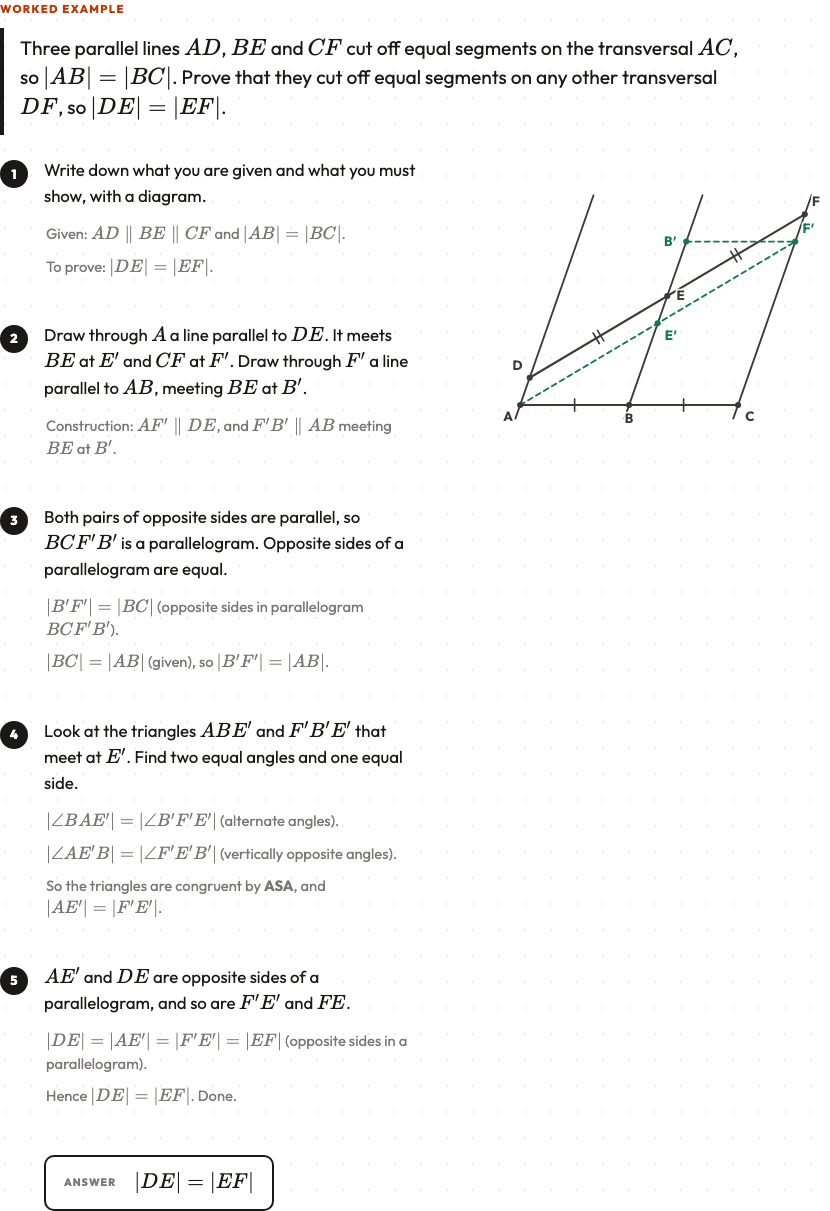 WORKED EXAMPLE
Three parallel lines AD, BE and CF cut off equal segments on the transversal AC,
so |AB| = |BC|. Prove that they cut off equal segments on any other transversal
DF, so |DE| = |EF|.
1
Write down what you are given and what you must
show, with a diagram.
Given: AD ∥ BE ∥ CF and |AB| = |BC|.
To prove: |DE| = |EF|.
2
Draw through A a line parallel to DE. It meets
BE at E′ and CF at F′. Draw through F′ a line
parallel to AB, meeting BE at B′.
Construction: AF′ ∥ DE, and F′B′ ∥ AB meeting
BE at B′.
3
Both pairs of opposite sides are parallel, so
BCF′B′ is a parallelogram. Opposite sides of a
parallelogram are equal.
|B′F′| = |BC| (opposite sides in parallelogram
BCF′B′).
|BC| = |AB| (given), so |B′F′| = |AB|.
4
Look at the triangles ABE′ and F′B′E′ that
meet at E′. Find two equal angles and one equal
side.
|∠BAE′| = |∠B′F′E′| (alternate angles).
|∠AE′B| = |∠F′E′B′| (vertically opposite angles).
So the triangles are congruent by ASA, and
|AE′| = |F′E′|.
5
AE′ and DE are opposite sides of a
parallelogram, and so are F′E′ and FE.
|DE| = |AE′| = |F′E′| = |EF| (opposite sides in a
parallelogram).
Hence |DE| = |EF|. Done.
ANSWER |DE| = |EF|
F
F′
B′
E
E′
D
A
B
C